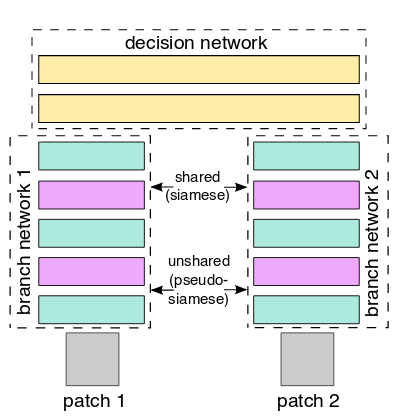 decision network
branch network 1
shared
(siamese)
branch network 2
unshared
(pseudo-
siamese)
patch 1
patch 2